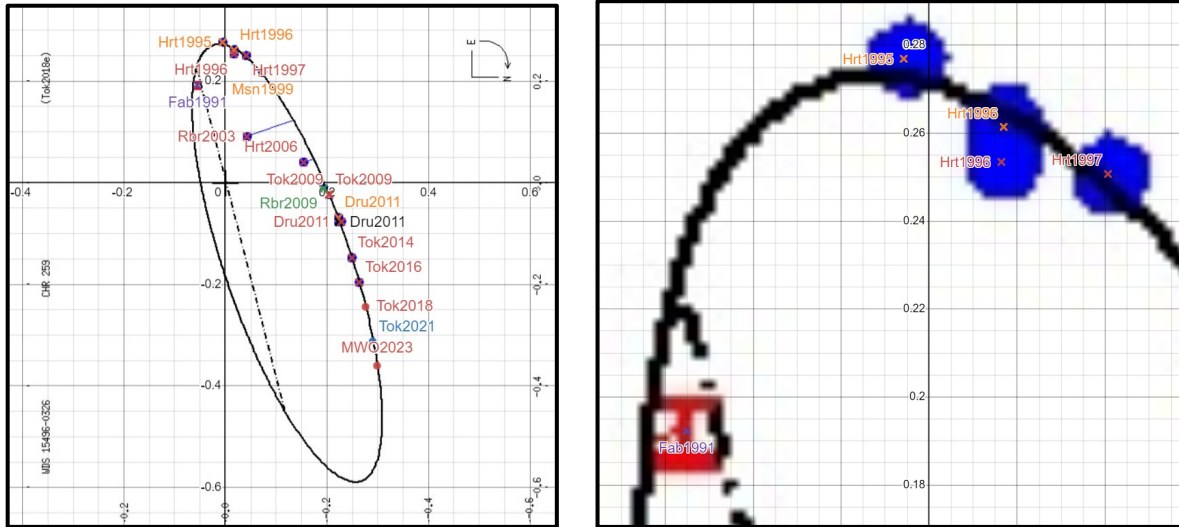 Hrt1995
Hrt1996
Hrt1996
Hrt1997
Fab1991
Msn1999
Rbr2003
Hrt2006
Tok2009
Tok2009
Rbr2009
Dru2011
Dru2011
Dru2011
Tok2014
Tok2016
Tok2018
Tok2021
MWO2023
E
N
(Tok2018e)
CHR 259
WDS 15496-0326
-0.4
-0.2
0
0.2
0.4
0.6
0.2
-0.2
-0.4
-0.6
0.2
0.0
-0.2
-0.4
-0.6
-0.2
0.0
-0.2
-0.4
-0.6
0.28
Hrt1995
0.26
Hrt1996
Hrt1996
Hrt1997
0.24
0.22
0.2
Fab1991
0.18